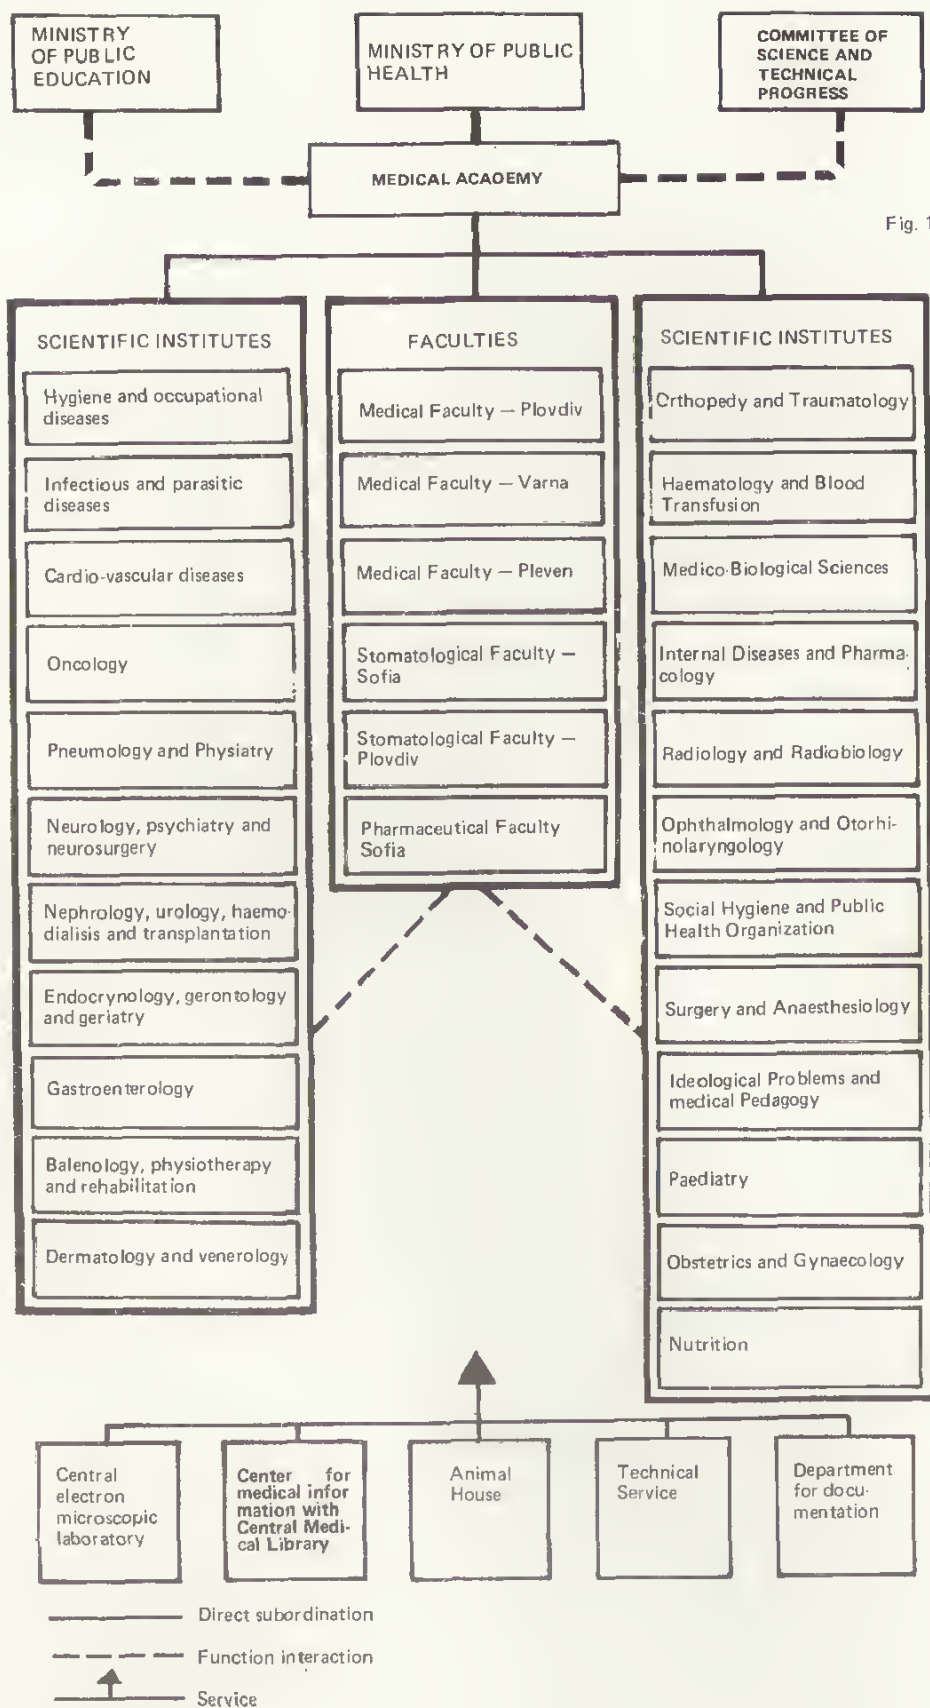 MINISTRY
OF PUBLIC
EDUCATION
MINISTRY OF PUBLIC
HEALTH
COMMITTEE OF
SCIENCE AND
TECHNICAL
PROGRESS
MEDICAL ACADEMY
Fig. 1
SCIENTIFIC INSTITUTES
Hygiene and occupational
diseases
Infectious and parasitic
diseases
Cardio-vascular diseases
Oncology
Pneumology and Physiatry
Neurology, psychiatry and
neurosurgery
Nephrology, urology, haemo-
dialisis and transplantation
Endocrynology, gerontology
and geriatry
Gastroenterology
Balenology, physiotherapy
and rehabilitation
Dermatology and venerology
FACULTIES
Medical Faculty — Plovdiv
Medical Faculty — Varna
Medical Faculty — Pleven
Stomatological Faculty —
Sofia
Stomatological Faculty —
Plovdiv
Pharmaceutical Faculty
Sofia
SCIENTIFIC INSTITUTES
Orthopedy and Traumatology
Haematology and Blood
Transfusion
Medico-Biological Sciences
Internal Diseases and Pharma-
cology
Radiology and Radiobiology
Ophthalmology and Otorhi-
nolaryngology
Social Hygiene and Public
Health Organization
Surgery and Anaesthesiology
Ideological Problems and
medical Pedagogy
Paediatry
Obstetrics and Gynaecology
Nutrition
Central
electron
microscopic
laboratory
Center for
medical infor
mation with
Central Medi-
cal Library
Animal
House
Technical
Service
Department
for docu-
mentation
Direct subordination
Function interaction
Service